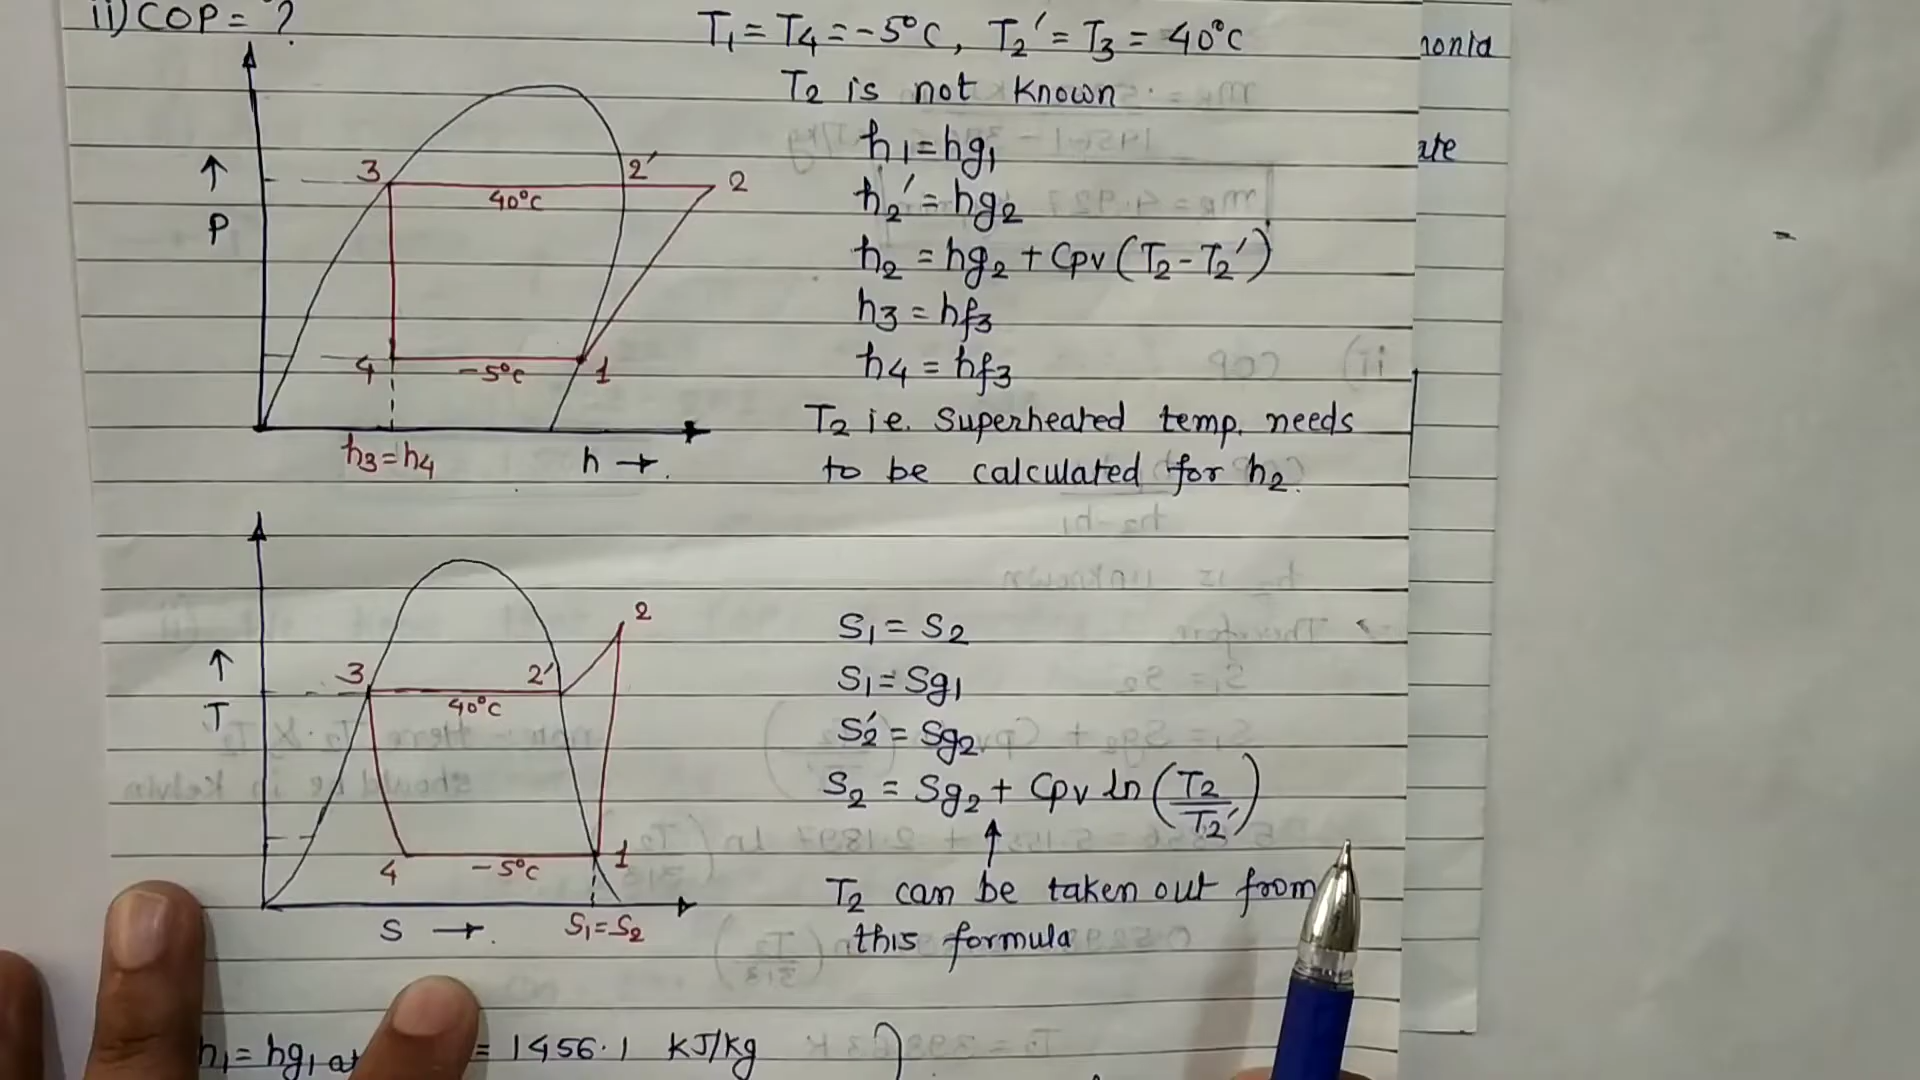 ii) COP = ?
T1 = T4 = -5°C, T2' = T3 = 40°C
T2 is not known
h1 = hg1
h2' = hg2
h2 = hg2 + Cpv (T2 - T2')
h3 = hf3
h4 = hf3
T2 i.e. Superheated temp. needs
to be calculated for h2.
↑
P
3
2'
2
40°C
4
-5°C
1
h3 = h4
h →
↑
T
3
2'
2
40°C
4
-5°C
1
S →
S1 = S2
S1 = S2
S1 = Sg1
S2' = Sg2
S2 = Sg2 + Cpv ln (T2/T2')
T2 can be taken out from
this formula
h1 = hg1 at = 1456.1 kJ/kg